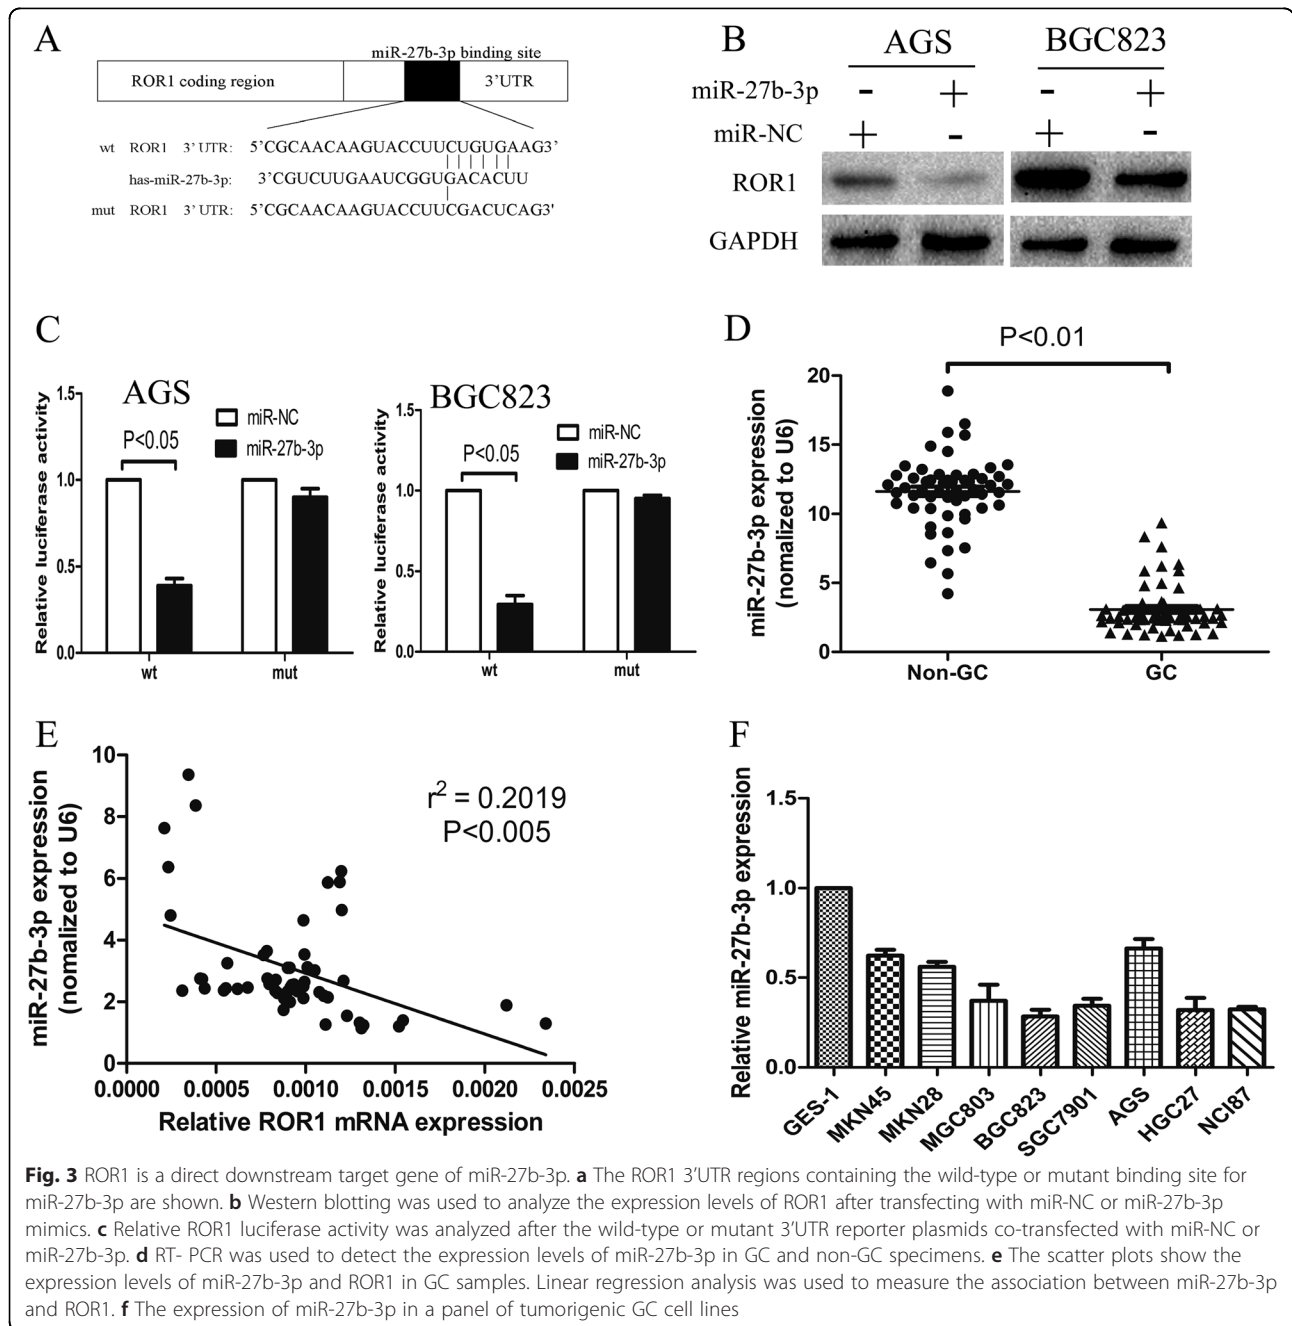 A
miR-27b-3p binding site
ROR1 coding region
3'UTR
wt ROR1 3' UTR: 5'CGCAACAAGUACCUUCUGUGAAG3'
has-miR-27b-3p: 3'CGUCUUGAAUCGGUGACACUU
mut ROR1 3' UTR: 5'CGCAACAAGUACCUUCGACUCAG3'
B
AGS BGC823
miR-27b-3p - + - +
miR-NC + - + -
ROR1
GAPDH
C
AGS
Relative luciferase activity
1.5
1.0
0.5
0.0
P<0.05
miR-NC
miR-27b-3p
wt mut
BGC823
Relative luciferase activity
1.5
1.0
0.5
0.0
P<0.05
miR-NC
miR-27b-3p
wt mut
D
P<0.01
miR-27b-3p expression
(nomalized to U6)
20
15
10
5
0
Non-GC GC
E
miR-27b-3p expression
(nomalized to U6)
10
8
6
4
2
0
r2 = 0.2019
P<0.005
0.0000 0.0005 0.0010 0.0015 0.0020 0.0025
Relative ROR1 mRNA expression
F
Relative miR-27b-3p expression
1.5
1.0
0.5
0.0
GES-1 MKN45 MKN28 MGC803 BGC823 SGC7901 AGS HGC27 NCI87
Fig. 3 ROR1 is a direct downstream target gene of miR-27b-3p. a The ROR1 3'UTR regions containing the wild-type or mutant binding site for
miR-27b-3p are shown. b Western blotting was used to analyze the expression levels of ROR1 after transfecting with miR-NC or miR-27b-3p
mimics. c Relative ROR1 luciferase activity was analyzed after the wild-type or mutant 3'UTR reporter plasmids co-transfected with miR-NC or
miR-27b-3p. d RT- PCR was used to detect the expression levels of miR-27b-3p in GC and non-GC specimens. e The scatter plots show the
expression levels of miR-27b-3p and ROR1 in GC samples. Linear regression analysis was used to measure the association between miR-27b-3p
and ROR1. f The expression of miR-27b-3p in a panel of tumorigenic GC cell lines